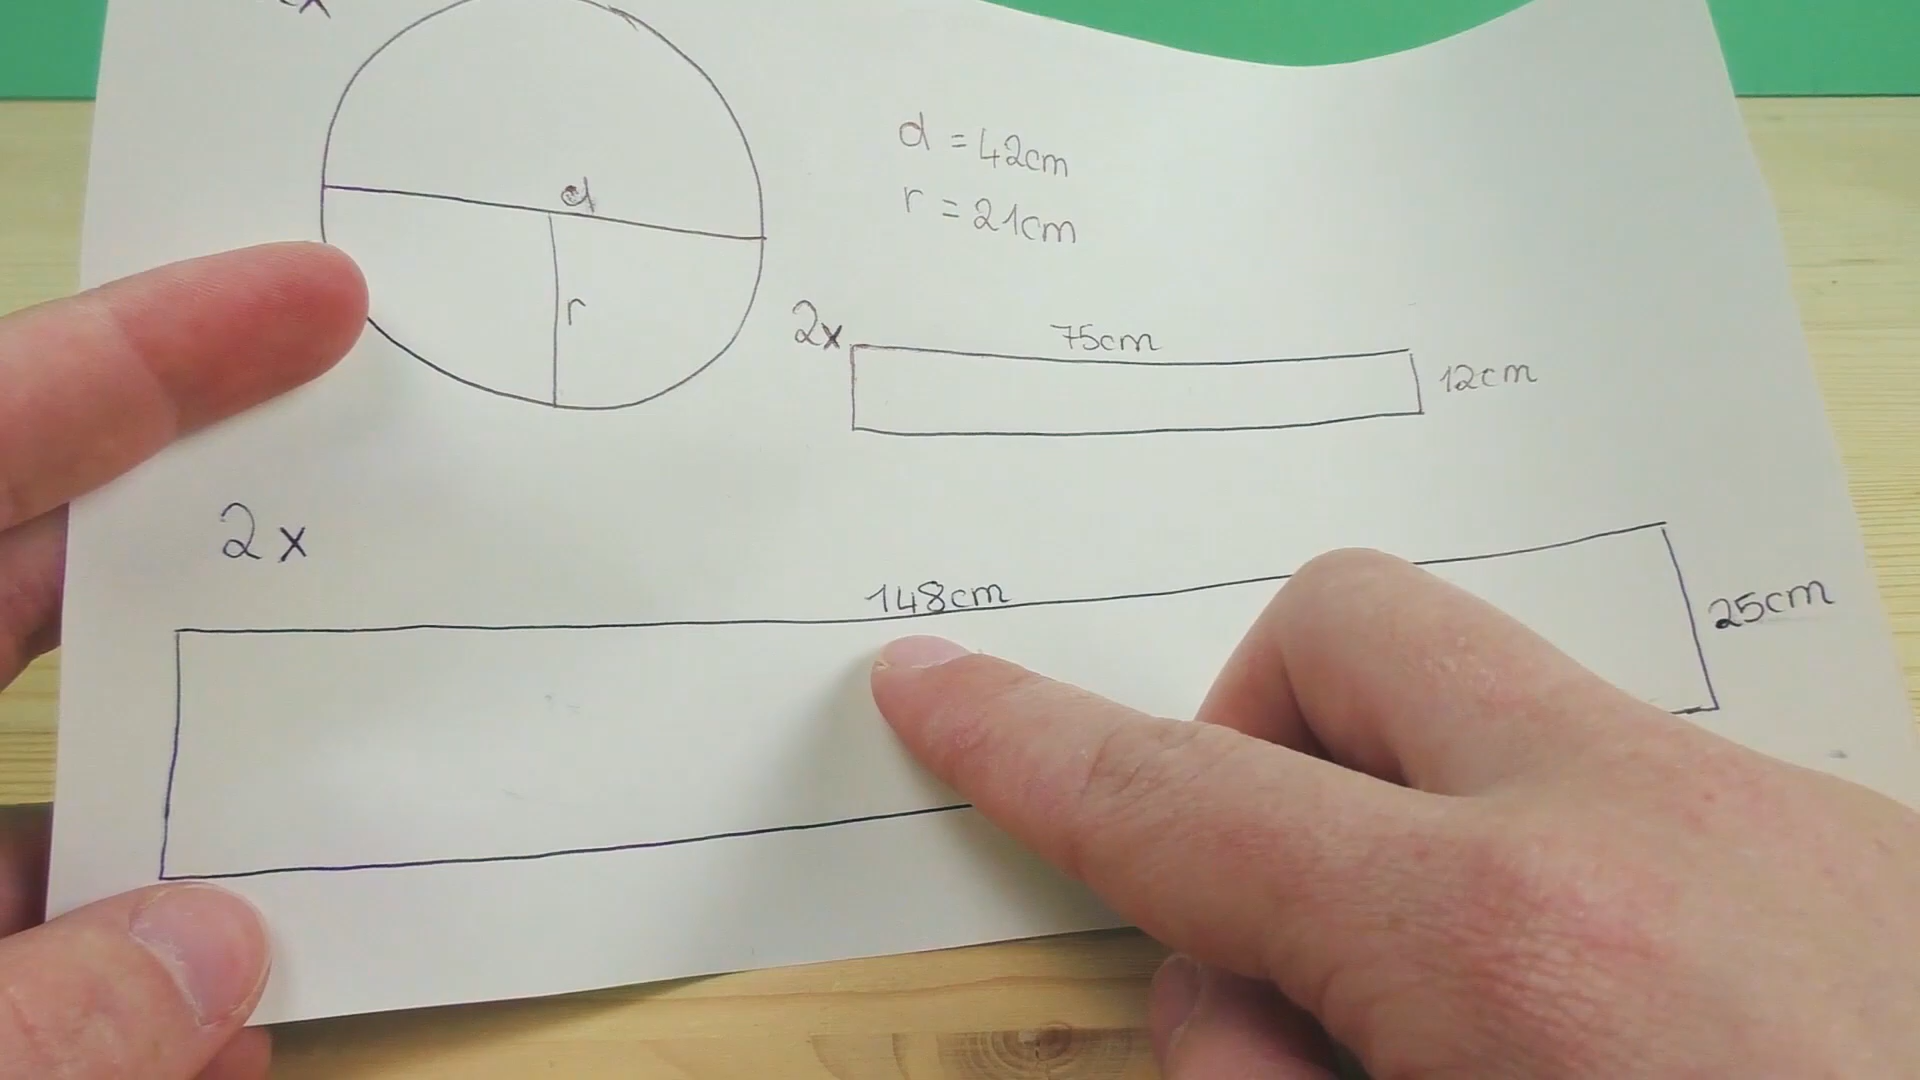 d
r
d = 42cm
r = 21cm
2x
75cm
12cm
2x
148cm
25cm